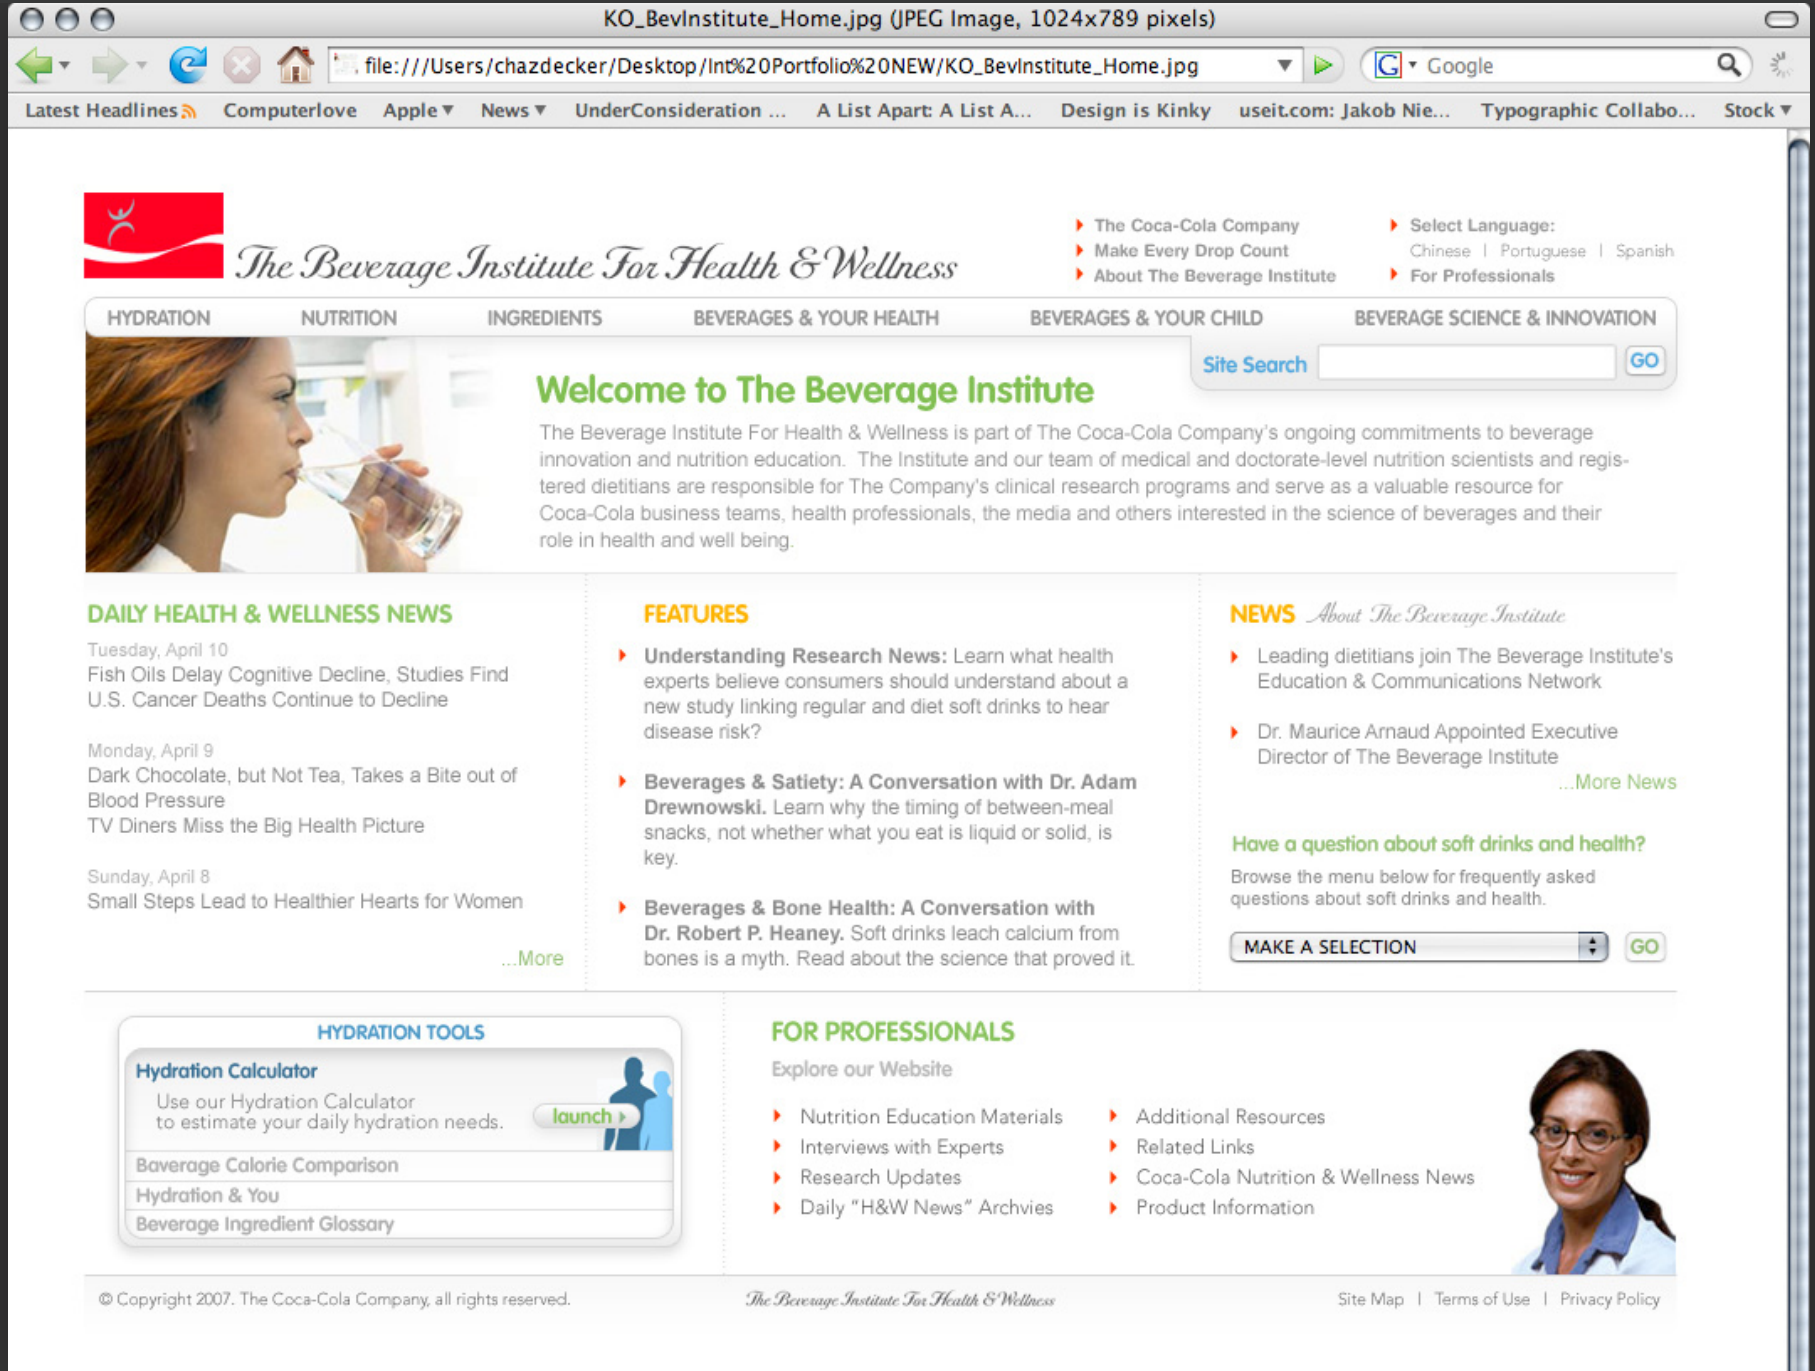 KO_BevInstitute_Home.jpg (JPEG Image, 1024x789 pixels)
file:///Users/chazdecker/Desktop/Int%20Portfolio%20NEW/KO_BevInstitute_Home.jpg
G Google
Latest Headlines Computerlove Apple News UnderConsideration ... A List Apart: A List A... Design is Kinky useit.com: Jakob Nie... Typographic Collabo... Stock
The Beverage Institute For Health & Wellness
The Coca-Cola Company
Make Every Drop Count
About The Beverage Institute
Select Language:
Chinese | Portuguese | Spanish
For Professionals
HYDRATION NUTRITION INGREDIENTS BEVERAGES & YOUR HEALTH BEVERAGES & YOUR CHILD BEVERAGE SCIENCE & INNOVATION
Site Search GO
Welcome to The Beverage Institute
The Beverage Institute For Health & Wellness is part of The Coca-Cola Company's ongoing commitments to beverage
innovation and nutrition education. The Institute and our team of medical and doctorate-level nutrition scientists and regis-
tered dietitians are responsible for The Company's clinical research programs and serve as a valuable resource for
Coca-Cola business teams, health professionals, the media and others interested in the science of beverages and their
role in health and well being.
DAILY HEALTH & WELLNESS NEWS
Tuesday, April 10
Fish Oils Delay Cognitive Decline, Studies Find
U.S. Cancer Deaths Continue to Decline
Monday, April 9
Dark Chocolate, but Not Tea, Takes a Bite out of
Blood Pressure
TV Diners Miss the Big Health Picture
Sunday, April 8
Small Steps Lead to Healthier Hearts for Women
...More
FEATURES
Understanding Research News: Learn what health
experts believe consumers should understand about a
new study linking regular and diet soft drinks to hear
disease risk?
Beverages & Satiety: A Conversation with Dr. Adam
Drewnowski. Learn why the timing of between-meal
snacks, not whether what you eat is liquid or solid, is
key.
Beverages & Bone Health: A Conversation with
Dr. Robert P. Heaney. Soft drinks leach calcium from
bones is a myth. Read about the science that proved it.
NEWS About The Beverage Institute
Leading dietitians join The Beverage Institute's
Education & Communications Network
Dr. Maurice Arnaud Appointed Executive
Director of The Beverage Institute
...More News
Have a question about soft drinks and health?
Browse the menu below for frequently asked
questions about soft drinks and health.
MAKE A SELECTION GO
HYDRATION TOOLS
Hydration Calculator
Use our Hydration Calculator
to estimate your daily hydration needs.
launch
Baverage Calorie Comparison
Hydration & You
Beverage Ingredient Glossary
FOR PROFESSIONALS
Explore our Website
Nutrition Education Materials
Interviews with Experts
Research Updates
Daily "H&W News" Archvies
Additional Resources
Related Links
Coca-Cola Nutrition & Wellness News
Product Information
© Copyright 2007. The Coca-Cola Company, all rights reserved.
The Beverage Institute For Health & Wellness
Site Map | Terms of Use | Privacy Policy